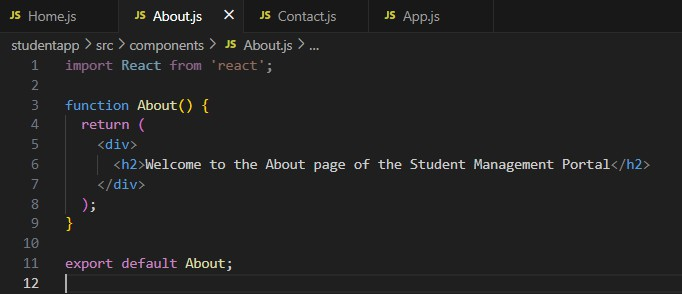 JS Home.js JS About.js × JS Contact.js JS App.js
studentapp > src > components > JS About.js > ...
1 import React from 'react';
2
3 function About() {
4 return (
5 <div>
6 <h2>Welcome to the About page of the Student Management Portal</h2>
7 </div>
8 );
9 }
10
11 export default About;
12